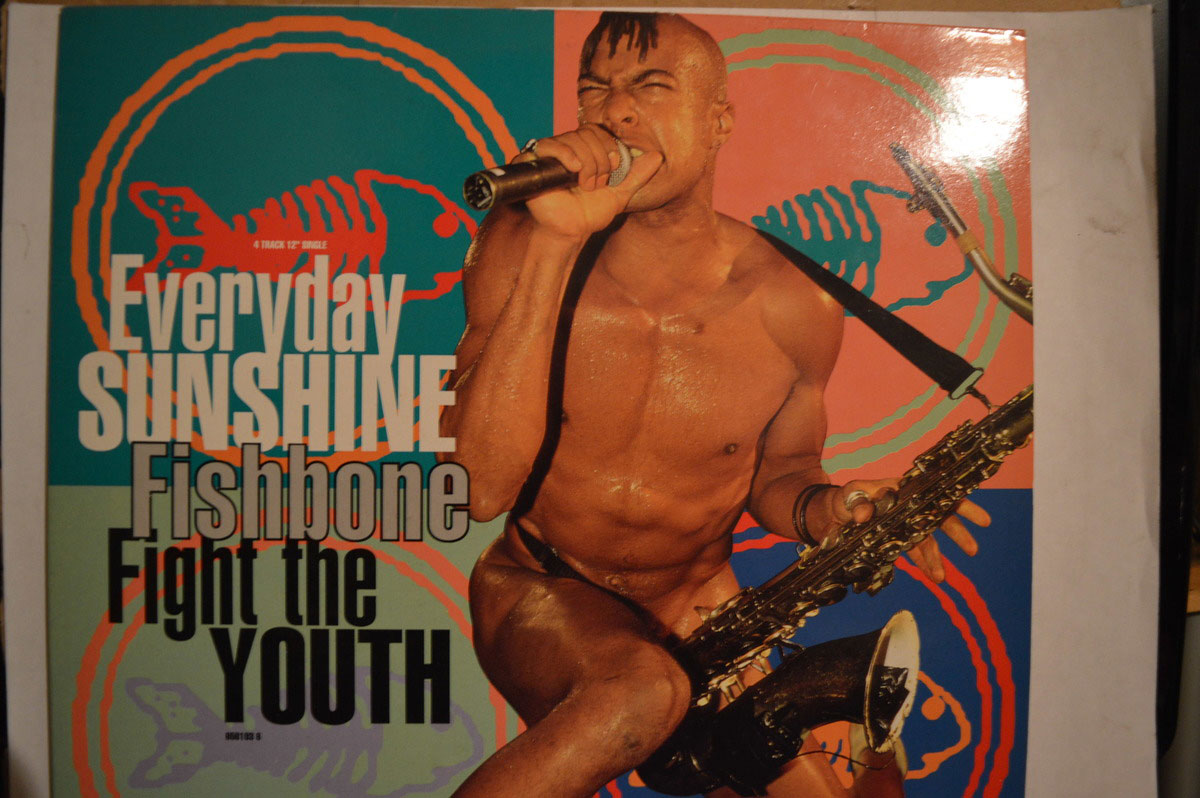 4 TRACK 12" SINGLE
Everyday
SUNSHINE
Fishbone
Fight the
YOUTH